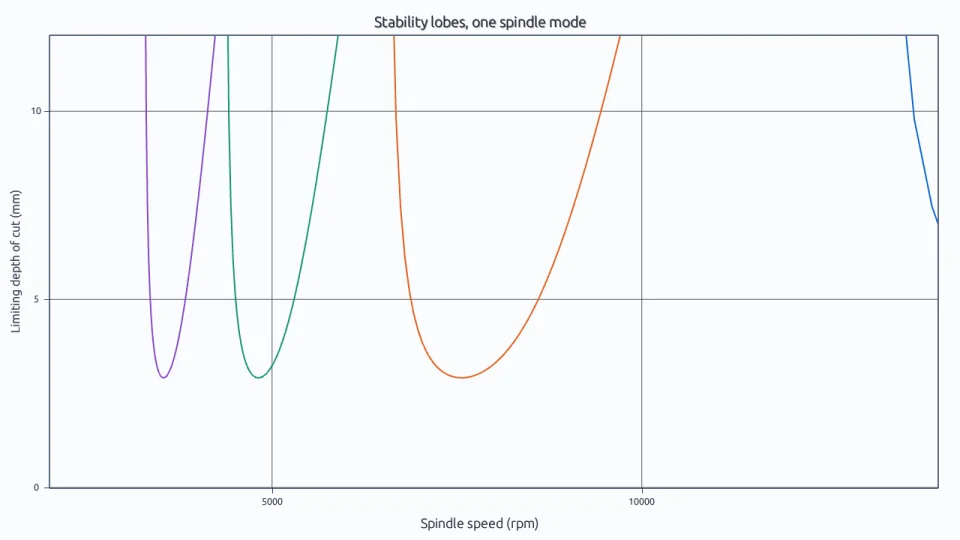 Stability lobes, one spindle mode
Limiting depth of cut (mm)
10
5
0
5000
10000
Spindle speed (rpm)